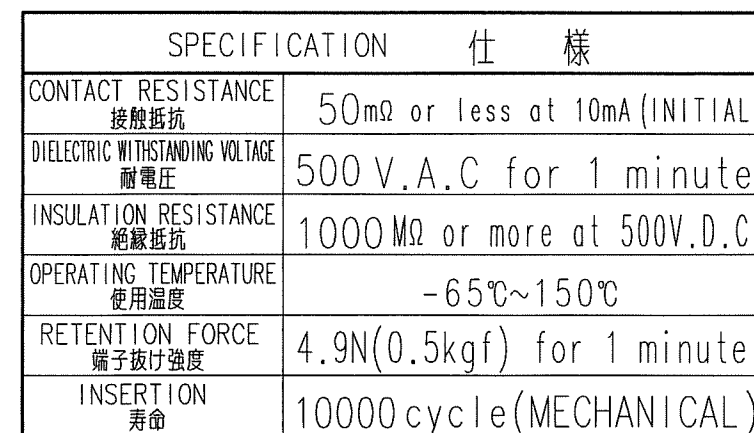 SPECIFICATION 仕様
CONTACT RESISTANCE
接触抵抗
50mΩ or less at 10mA(INITIAL
DIELECTRIC WITHSTANDING VOLTAGE
耐電圧
500 V.A.C for 1 minute
INSULATION RESISTANCE
絶縁抵抗
1000MΩ or more at 500V.D.C
OPERATING TEMPERATURE
使用温度
-65℃~150℃
RETENTION FORCE
端子抜け強度
4.9N(0.5kgf) for 1 minute
INSERTION
寿命
10000cycle(MECHANICAL)